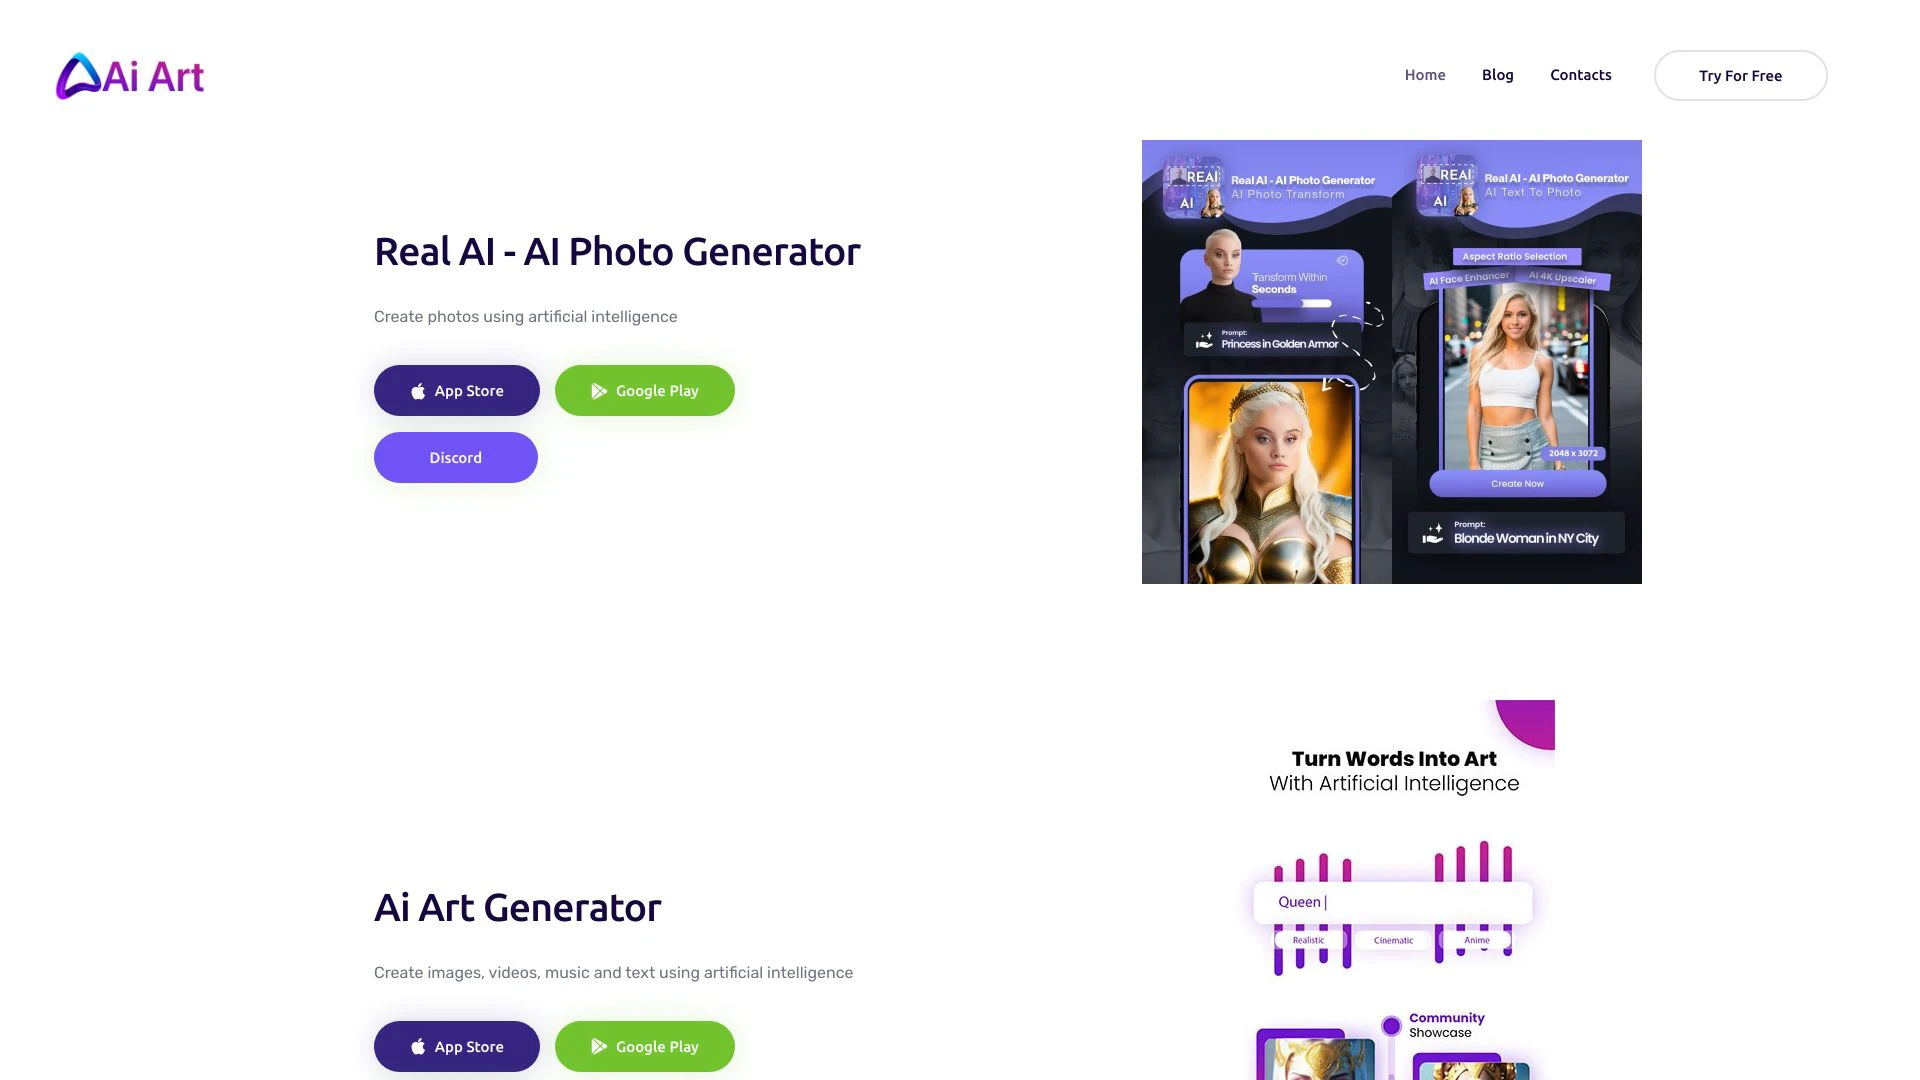 Ai Art
Home
Blog
Contacts
Try For Free
Real AI - AI Photo Generator
Create photos using artificial intelligence
App Store
Google Play
Discord
REAI
AI
Real AI - AI Photo Generator
AI Photo Transform
Transform Within
Seconds
Prompt:
Princess in Golden Armor
REAI
AI
Real AI - AI Photo Generator
AI Text To Photo
Aspect Ratio Selection
AI Face Enhancer
AI 4K Upscaler
2048 x 3072
Create Now
Prompt:
Blonde Woman in NY City
Turn Words Into Art
With Artificial Intelligence
Queen |
Realistic
Cinematic
Anime
Community
Showcase
Ai Art Generator
Create images, videos, music and text using artificial intelligence
App Store
Google Play